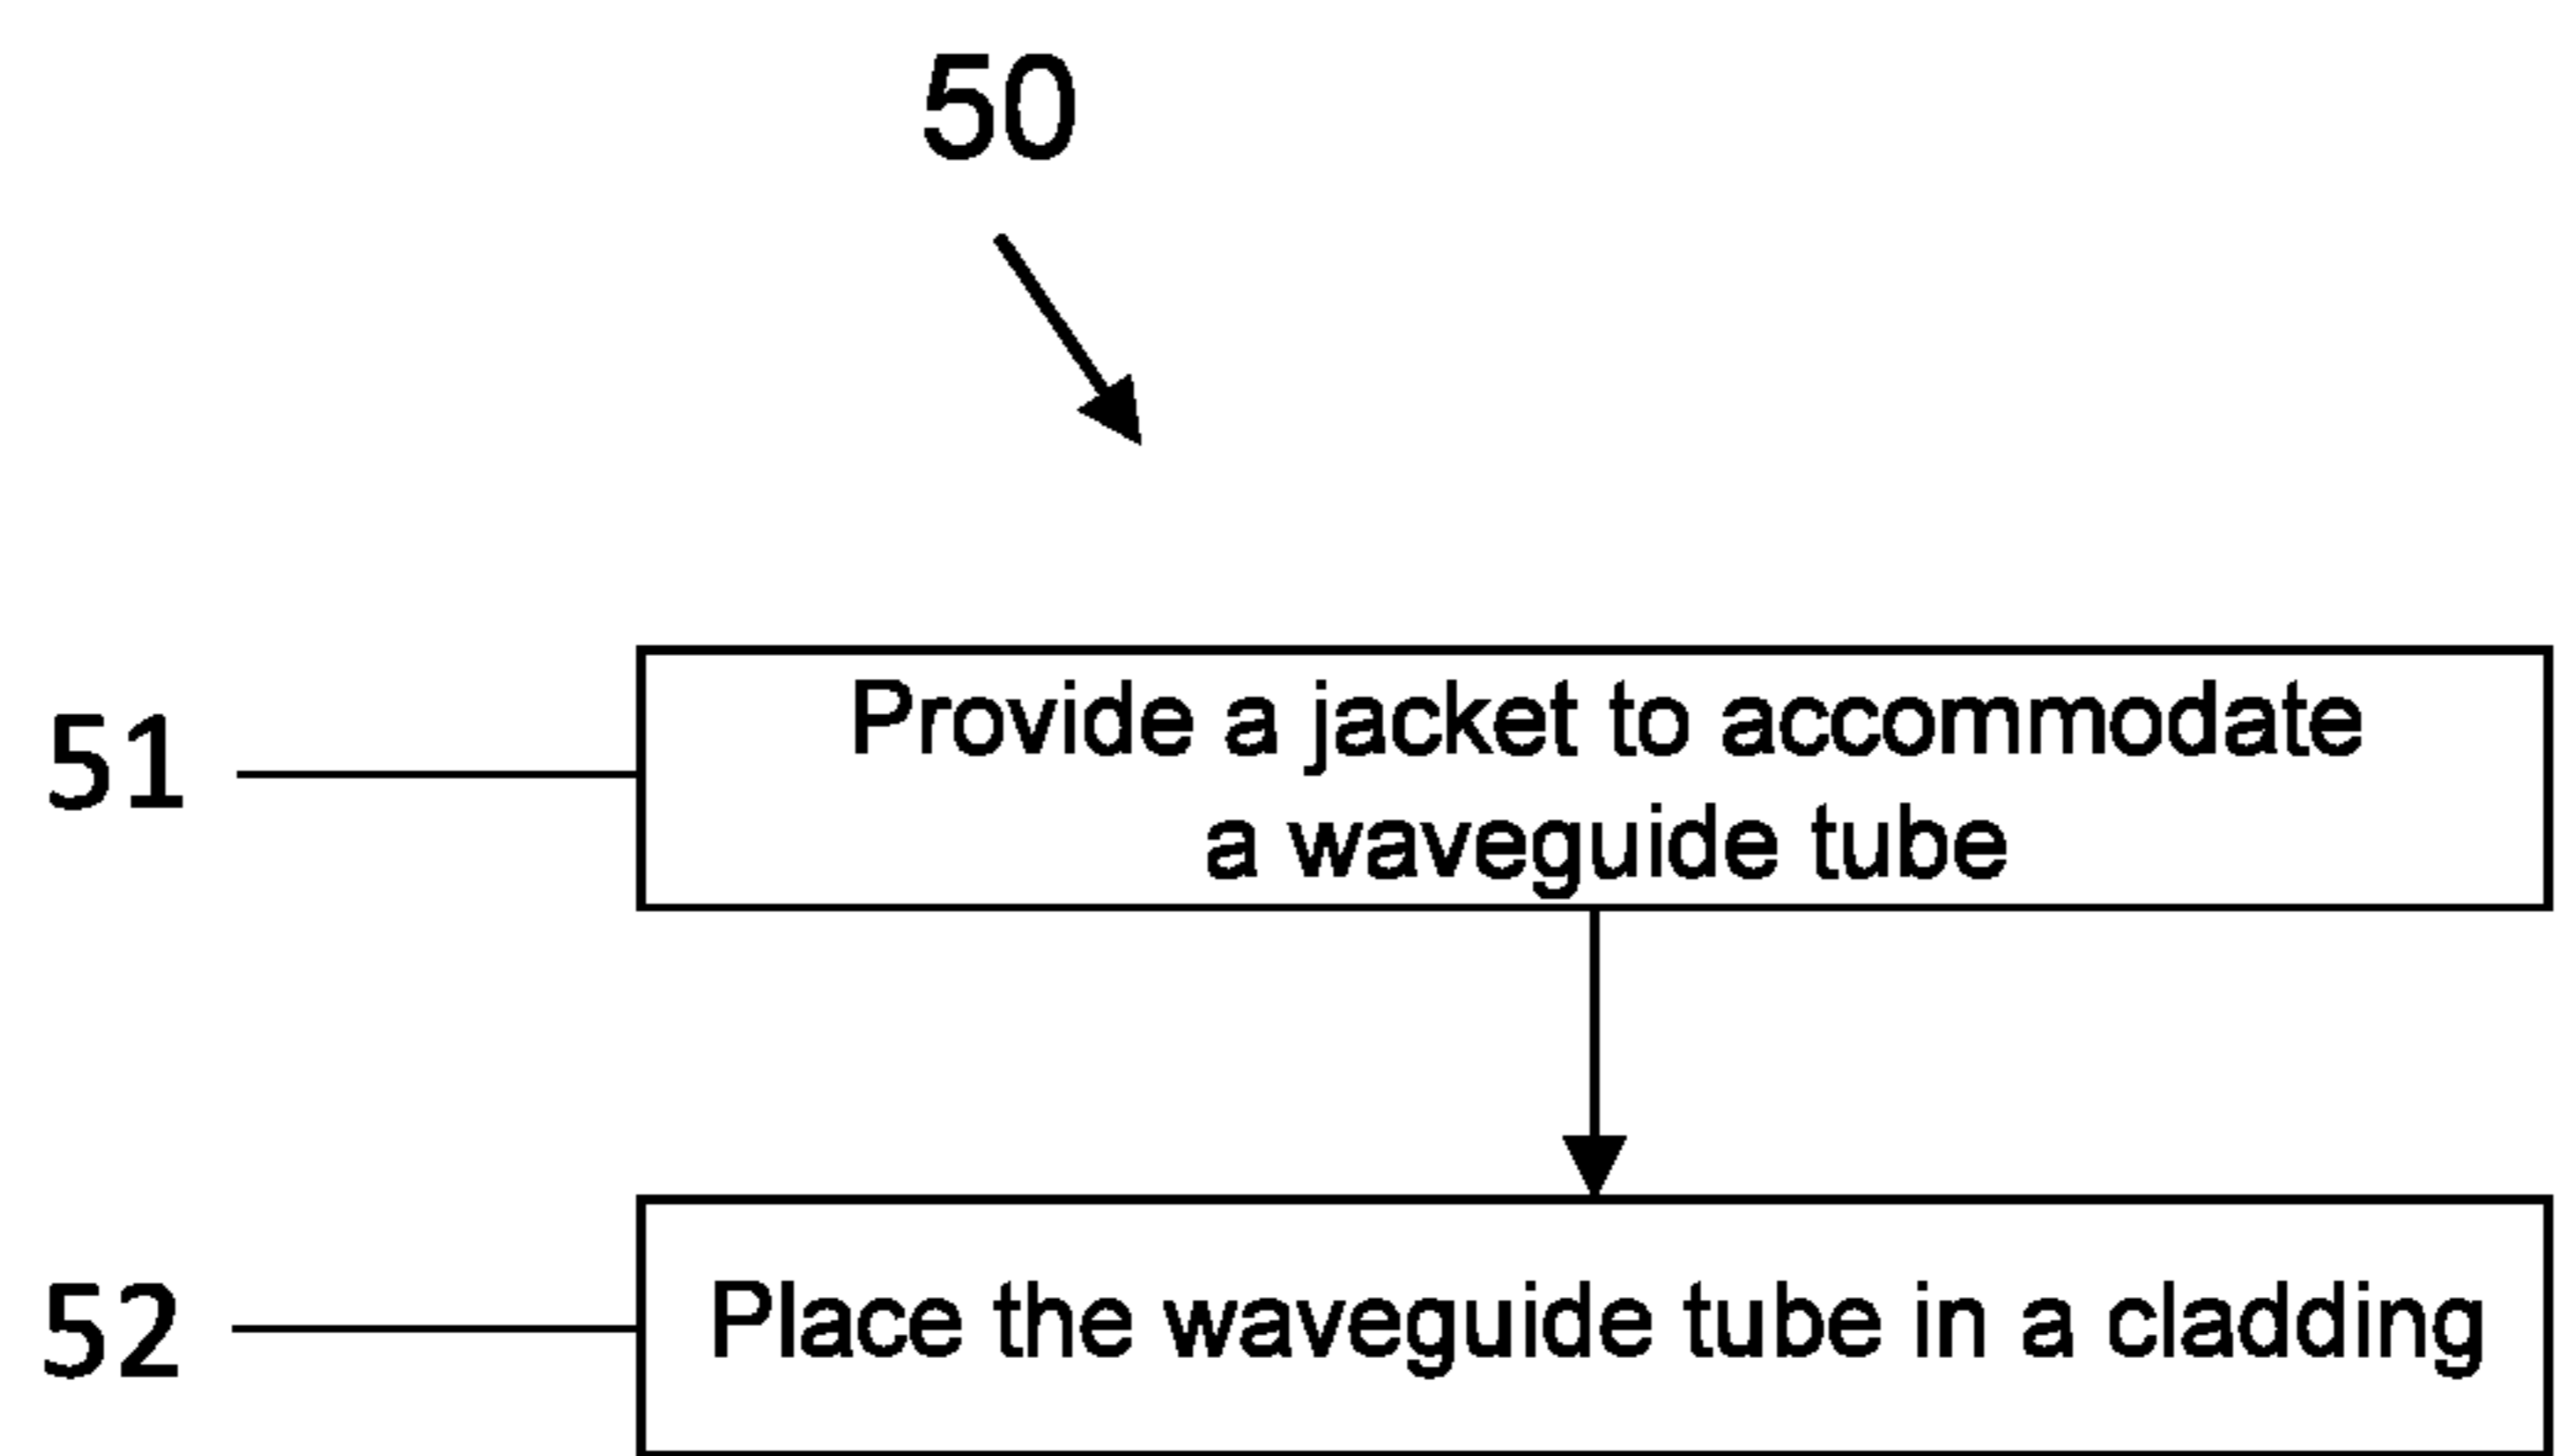 50
51
Provide a jacket to accommodate
a waveguide tube
52
Place the waveguide tube in a cladding